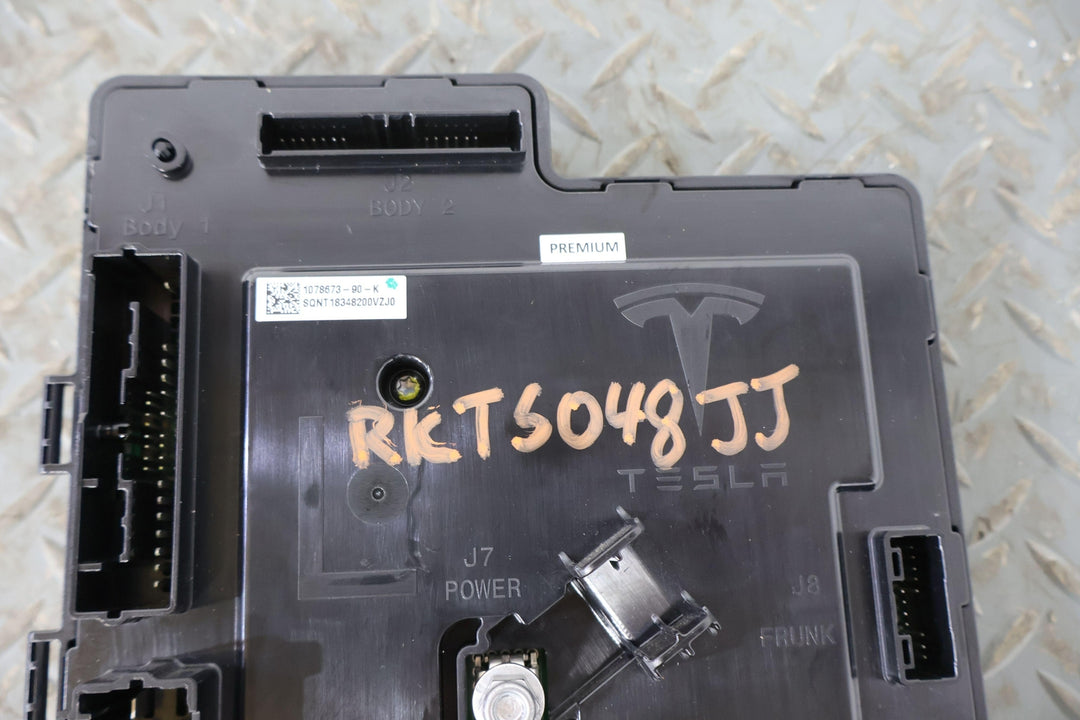 J2
BODY 2
J1
Body 1
PREMIUM
1078673-90-K
SQNT18348200VZJ0
RKTS048JJ
TESLA
J7
POWER
J8
FRUNK